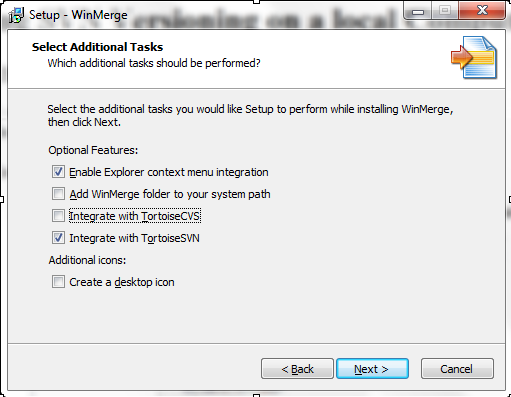 Setup - WinMerge
Select Additional Tasks
Which additional tasks should be performed?
Select the additional tasks you would like Setup to perform while installing WinMerge,
then click Next.
Optional Features:
Enable Explorer context menu integration
Add WinMerge folder to your system path
Integrate with TortoiseCVS
Integrate with TortoiseSVN
Additional icons:
Create a desktop icon
< Back
Next >
Cancel